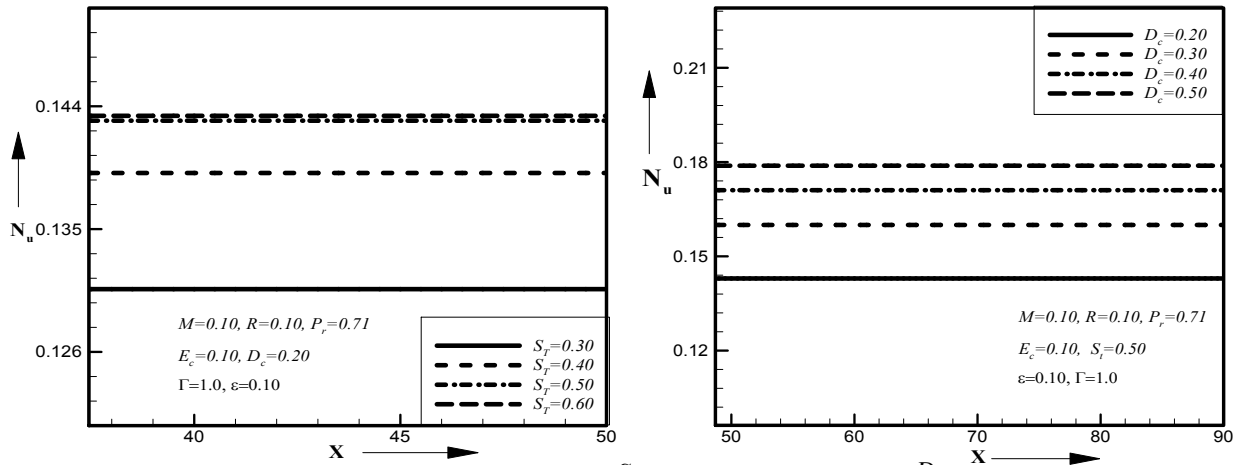 0.144
0.135
0.126
N_u
40
45
50
X
M=0.10, R=0.10, P_r=0.71
E_c=0.10, D_c=0.20
Γ=1.0, ε=0.10
S_T=0.30
S_T=0.40
S_T=0.50
S_T=0.60
S
0.21
0.18
0.15
0.12
N_u
50
60
70
80
90
X
D_c=0.20
D_c=0.30
D_c=0.40
D_c=0.50
M=0.10, R=0.10, P_r=0.71
E_c=0.10, S_t=0.50
ε=0.10, Γ=1.0
D